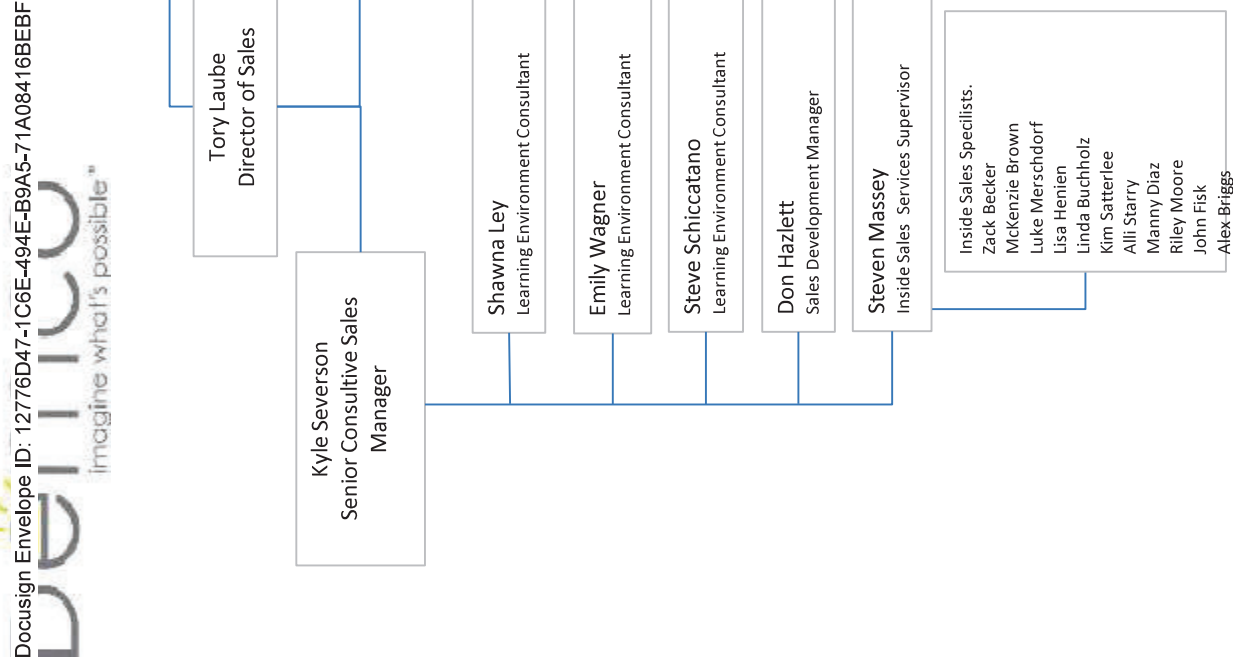 Docusign Envelope ID: 12776D47-1C6E-494E-B9A5-71A08416BEBF
Demco
imagine what's possible™
Tory Laube
Director of Sales
Kyle Severson
Senior Consultive Sales
Manager
Shawna Ley
Learning Environment Consultant
Emily Wagner
Learning Environment Consultant
Steve Schiccatano
Learning Environment Consultant
Don Hazlett
Sales Development Manager
Steven Massey
Inside Sales Services Supervisor
Inside Sales Specilists.
Zack Becker
McKenzie Brown
Luke Merschdorf
Lisa Henien
Linda Buchholz
Kim Satterlee
Alli Starry
Manny Diaz
Riley Moore
John Fisk
Alex Briggs